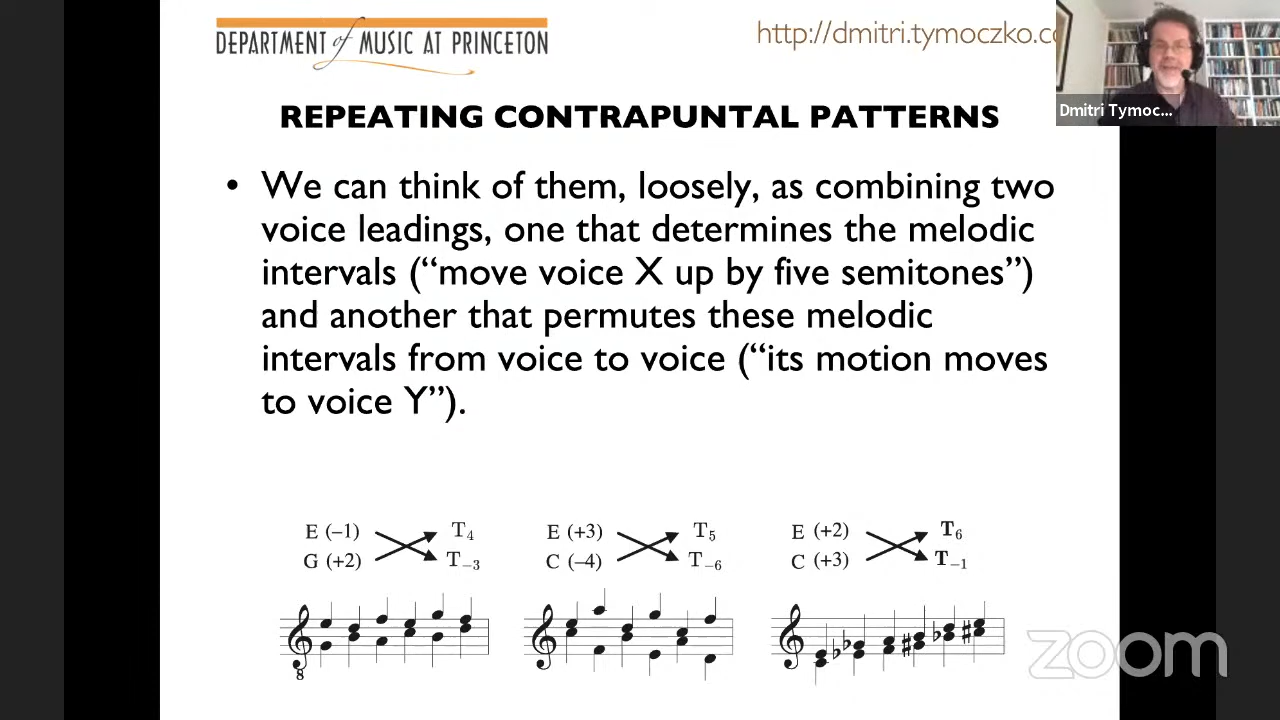 DEPARTMENT of MUSIC AT PRINCETON
http://dmitri.tymoczko.co
Dmitri Tymoc...
REPEATING CONTRAPUNTAL PATTERNS
• We can think of them, loosely, as combining two
voice leadings, one that determines the melodic
intervals (“move voice X up by five semitones”)
and another that permutes these melodic
intervals from voice to voice (“its motion moves
to voice Y”).
E (–1) T4 E (+3) T5 E (+2) T6
G (+2) T–3 C (–4) T–6 C (+3) T–1
8
zoom